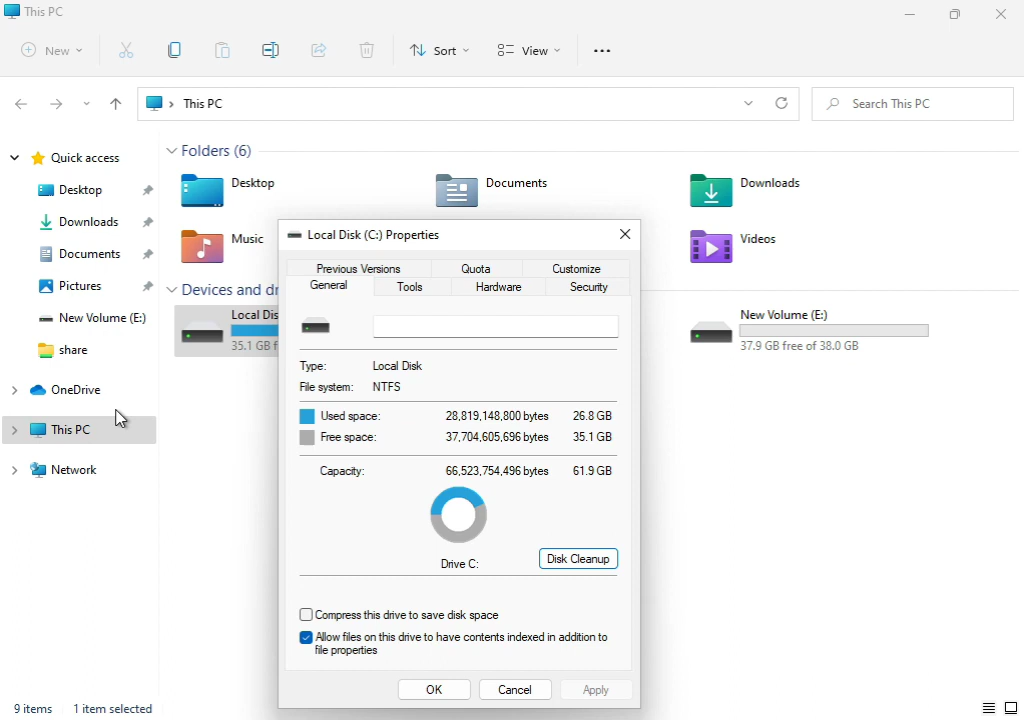 This PC
New
Sort
View
This PC
Search This PC
Quick access
Desktop
Downloads
Documents
Pictures
New Volume (E:)
share
OneDrive
This PC
Network
Folders (6)
Desktop
Documents
Downloads
Music
Videos
Devices and dr
Local Dis
35.1 GB f
New Volume (E:)
37.9 GB free of 38.0 GB
Local Disk (C:) Properties
Previous Versions Quota Customize
General Tools Hardware Security
Type: Local Disk
File system: NTFS
Used space: 28,819,148,800 bytes 26.8 GB
Free space: 37,704,605,696 bytes 35.1 GB
Capacity: 66,523,754,496 bytes 61.9 GB
Drive C:
Disk Cleanup
Compress this drive to save disk space
Allow files on this drive to have contents indexed in addition to
file properties
OK Cancel Apply
9 items 1 item selected